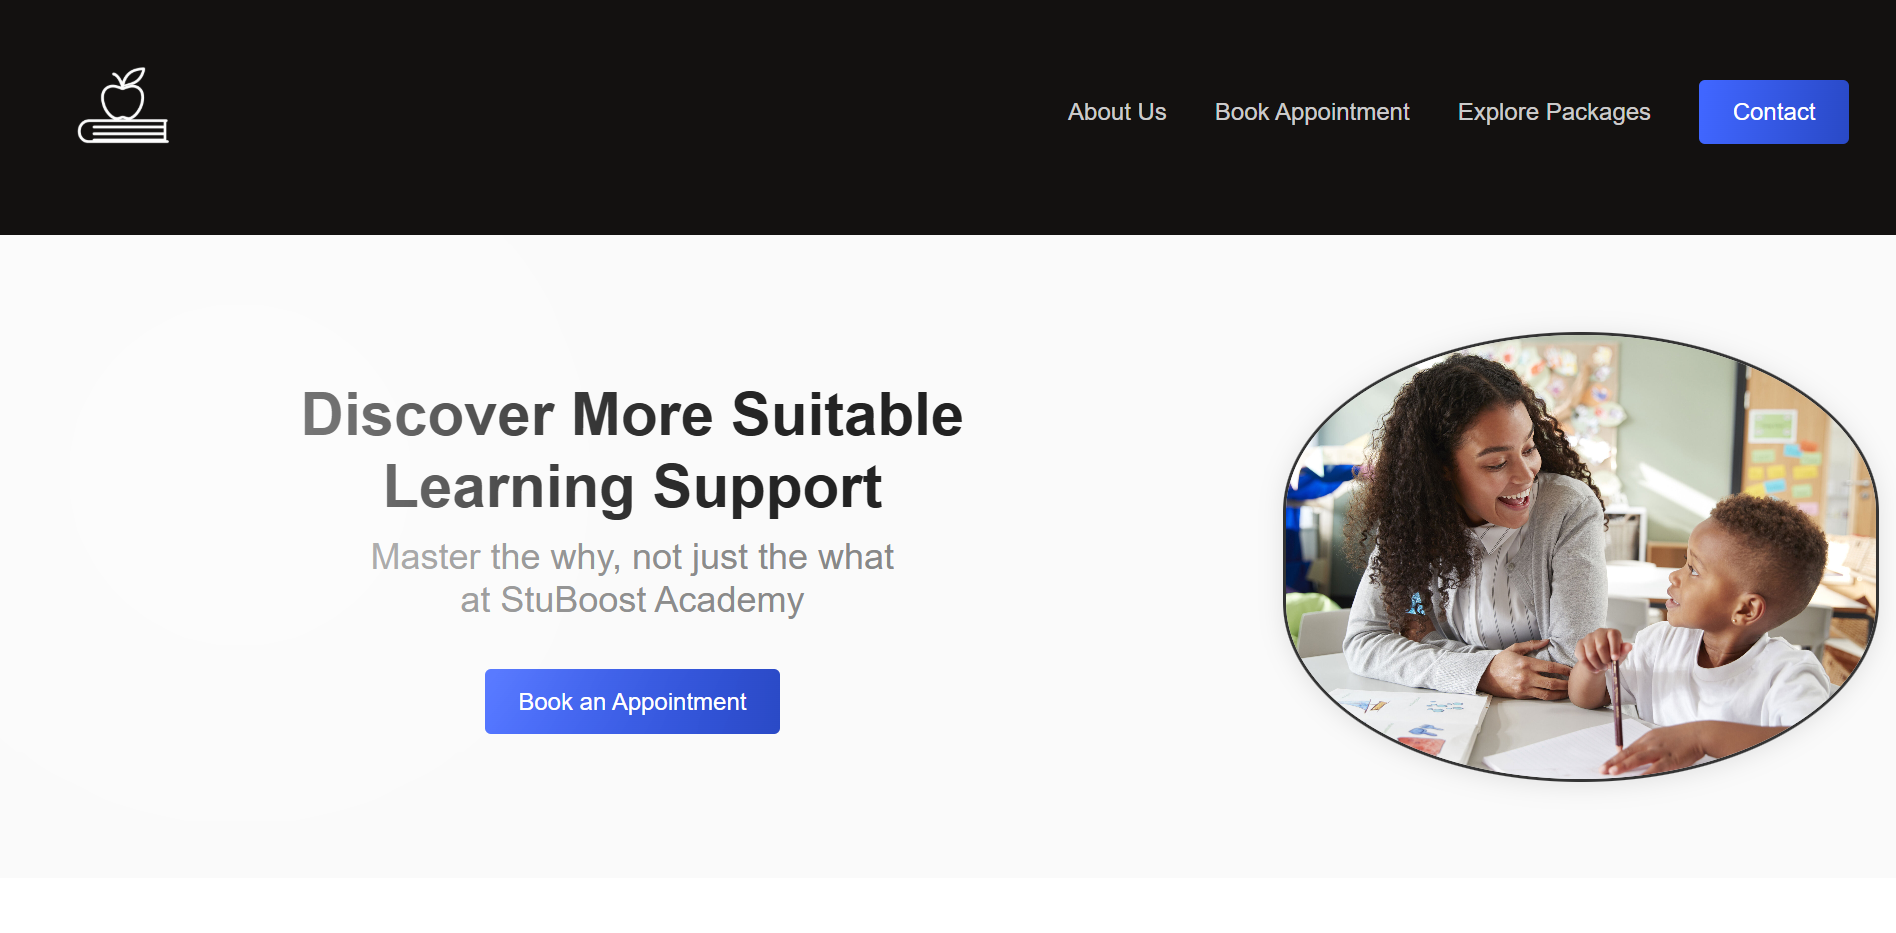 About Us
Book Appointment
Explore Packages
Contact
Discover More Suitable
Learning Support
Master the why, not just the what
at StuBoost Academy
Book an Appointment